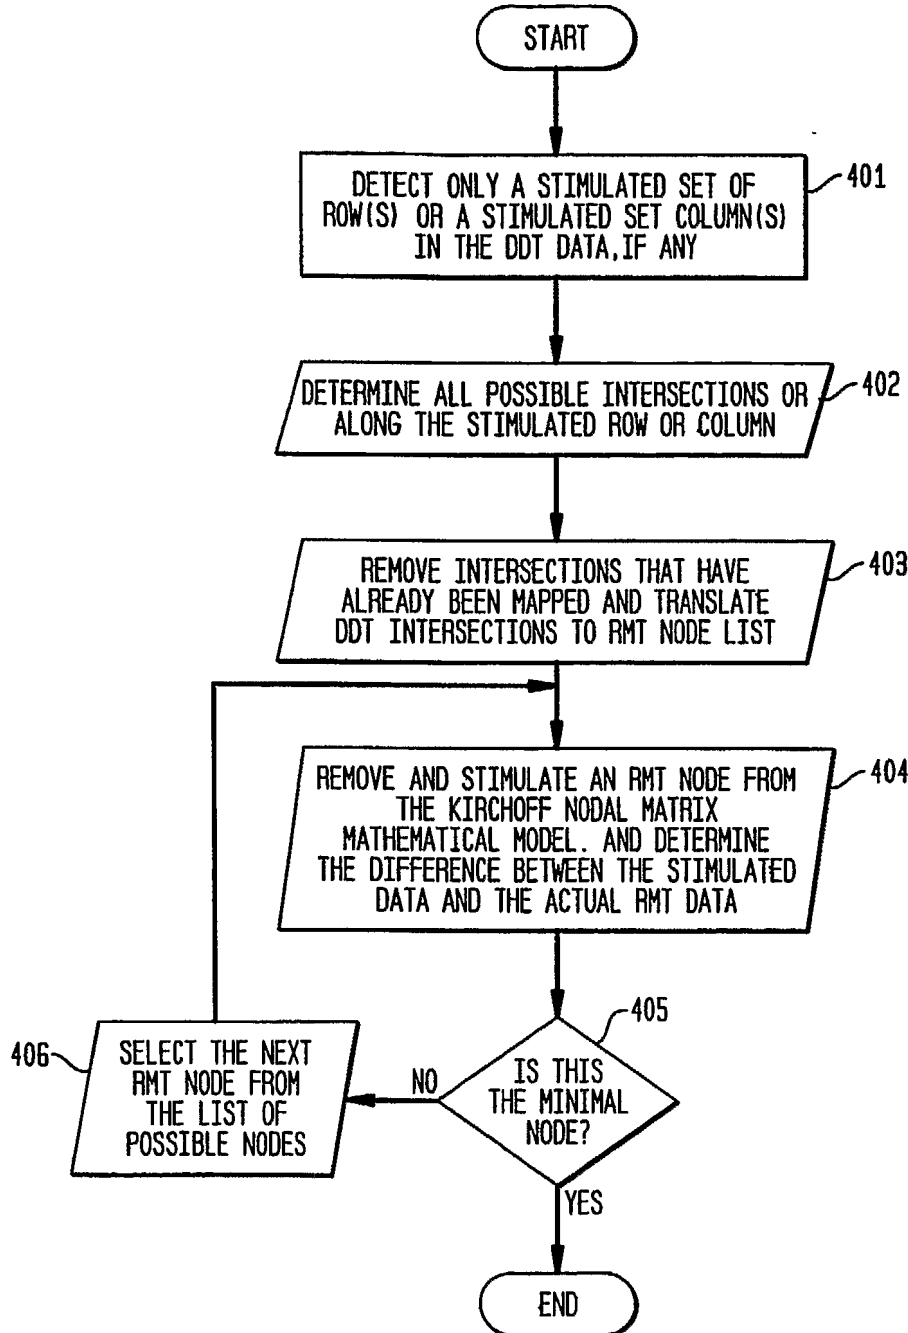 START
DETECT ONLY A STIMULATED SET OF
ROW(S) OR A STIMULATED SET COLUMN(S)
IN THE DDT DATA, IF ANY
401
DETERMINE ALL POSSIBLE INTERSECTIONS OR
ALONG THE STIMULATED ROW OR COLUMN
402
REMOVE INTERSECTIONS THAT HAVE
ALREADY BEEN MAPPED AND TRANSLATE
DDT INTERSECTIONS TO RMT NODE LIST
403
REMOVE AND STIMULATE AN RMT NODE FROM
THE KIRCHOFF NODAL MATRIX
MATHEMATICAL MODEL. AND DETERMINE
THE DIFFERENCE BETWEEN THE STIMULATED
DATA AND THE ACTUAL RMT DATA
404
IS THIS
THE MINIMAL
NODE?
405
NO
406
SELECT THE NEXT
RMT NODE FROM
THE LIST OF
POSSIBLE NODES
YES
END